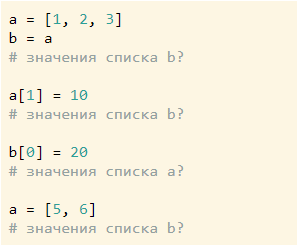 a = [1, 2, 3]
b = a
# значения списка b?
a[1] = 10
# значения списка b?
b[0] = 20
# значения списка a?
a = [5, 6]
# значения списка b?